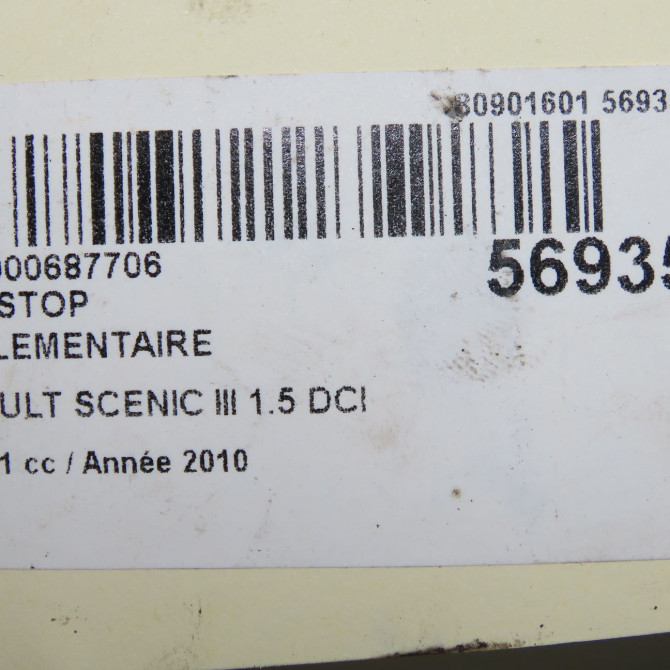 80901601 5693
000687706
56935
STOP
LEMENTAIRE
ULT SCENIC III 1.5 DCI
1 cc / Année 2010